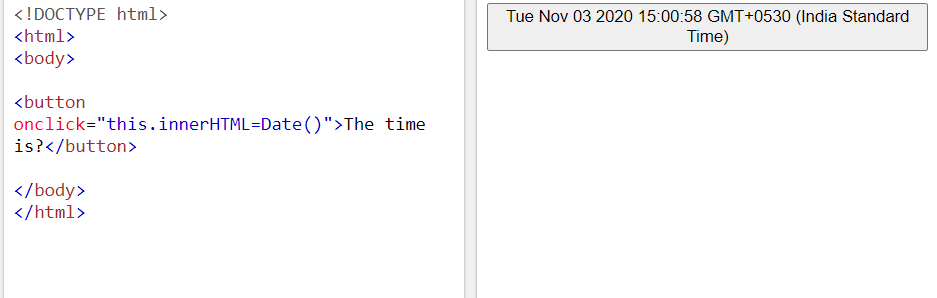 <!DOCTYPE html>
<html>
<body>
<button
onclick="this.innerHTML=Date()">The time
is?</button>
</body>
</html>
Tue Nov 03 2020 15:00:58 GMT+0530 (India Standard
Time)